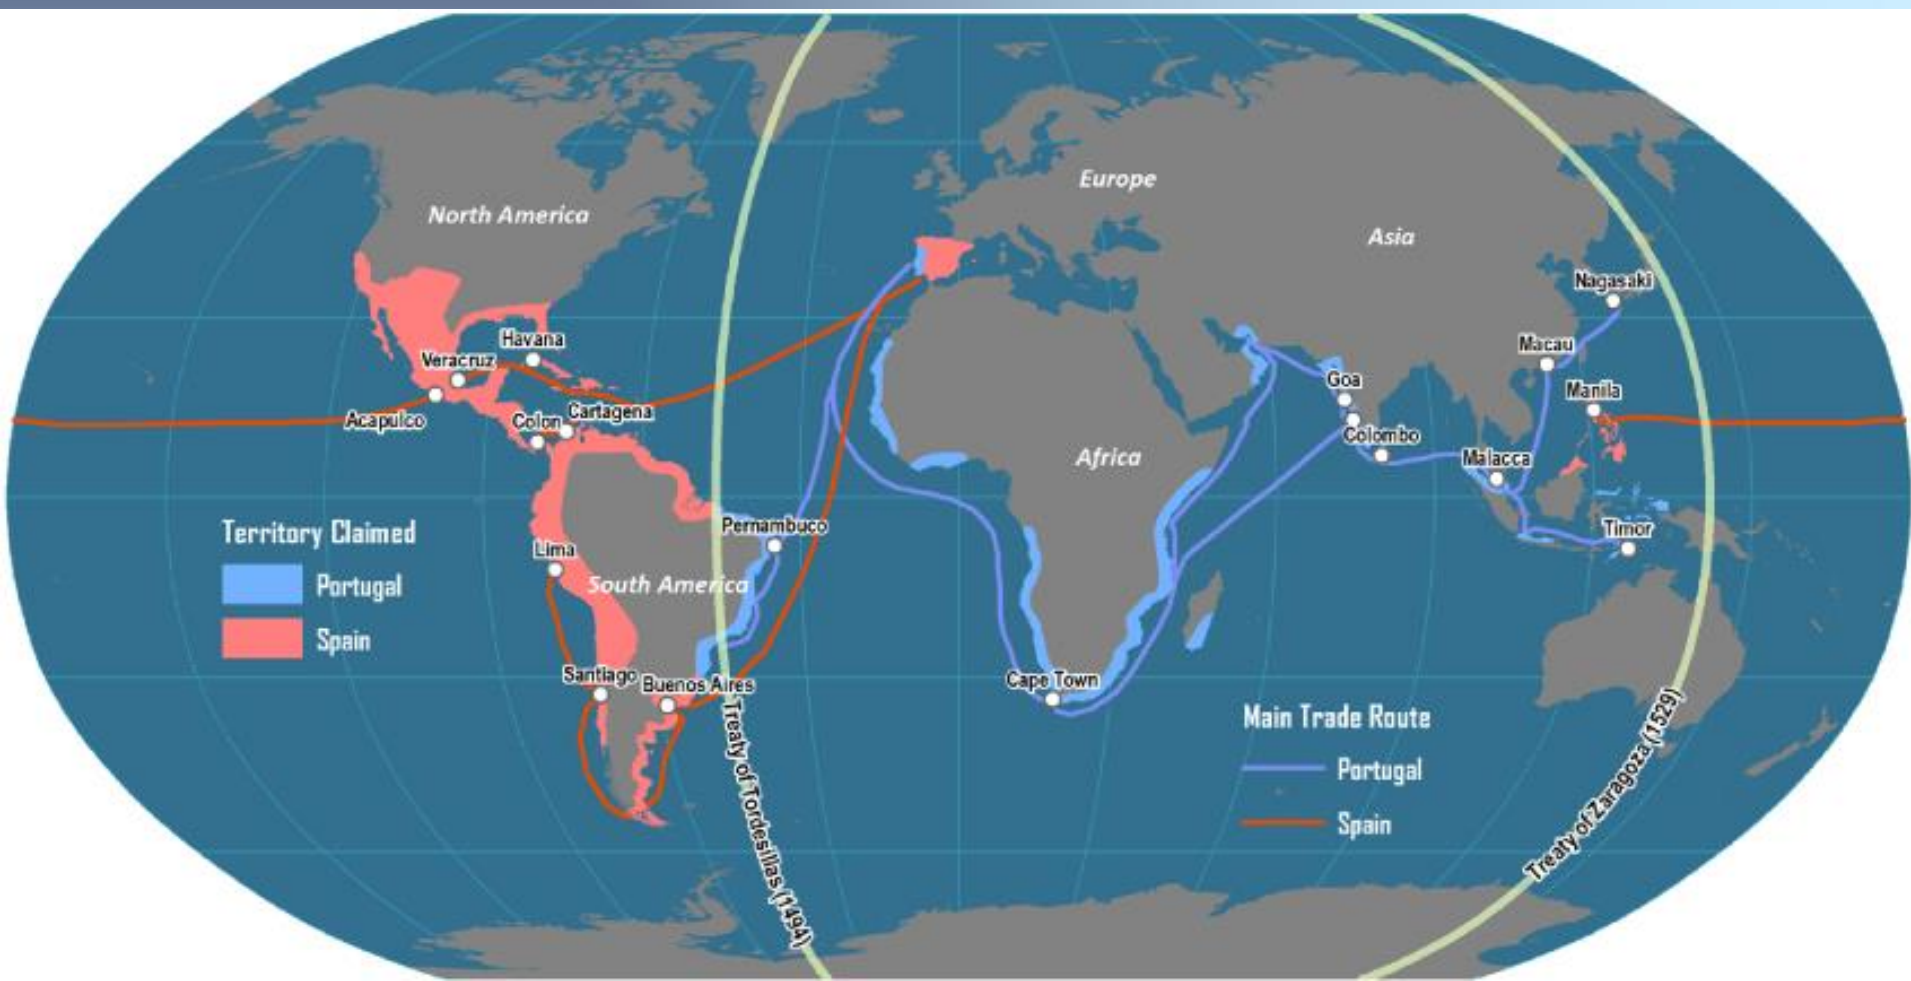 North America
Europe
Asia
Nagasaki
Havana
Macau
Veracruz
Goa
Manila
Acapulco
Colon
Cartagena
Colombo
Africa
Malacca
Territory Claimed
Pernambuco
Timor
Lima
Portugal
South America
Spain
Santiago
Buenos Aires
Cape Town
Main Trade Route
Portugal
Spain
Treaty of Tordesillas (1494)
Treaty of Zaragoza (1529)